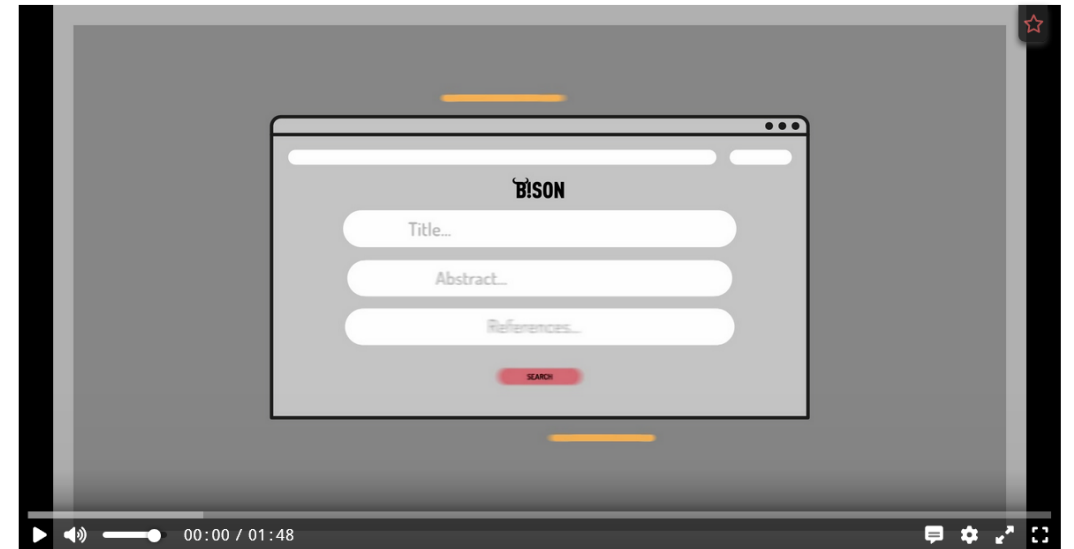 B!SON
Title...
Abstract...
References...
SEARCH
00:00 / 01:48